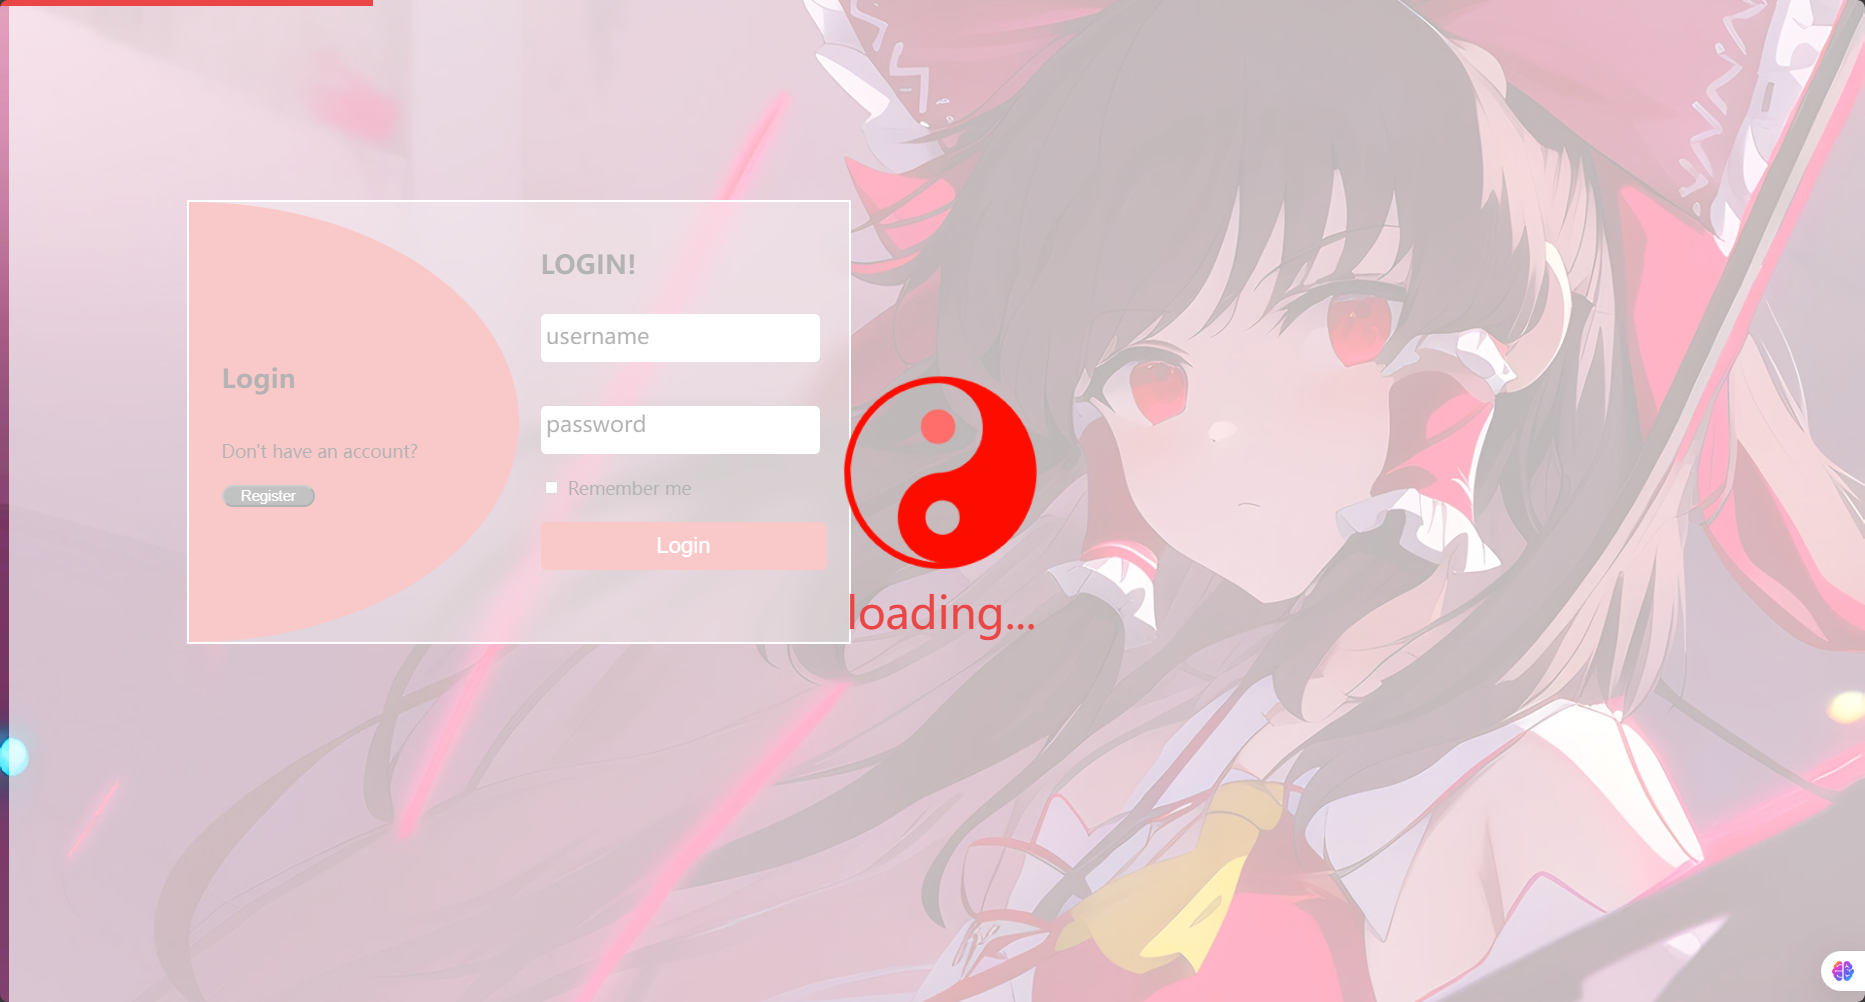 Login
Don't have an account?
Register
LOGIN!
username
password
Remember me
Login
loading...